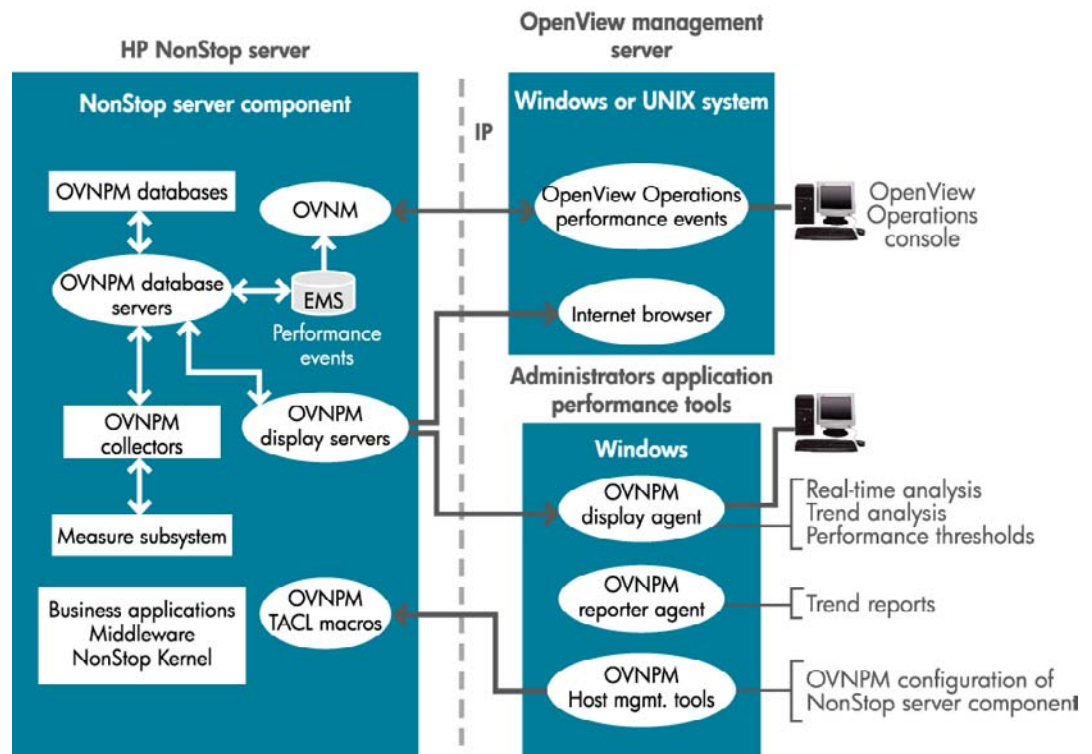 HP NonStop server
NonStop server component
OVNPM databases
OVNM
OVNPM database
servers
EMS
Performance
events
OVNPM
collectors
OVNPM
display servers
Measure subsystem
Business applications
Middleware
NonStop Kernel
OVNPM
TACL macros
IP
OpenView management
server
Windows or UNIX system
OpenView Operations
performance events
OpenView
Operations
console
Internet browser
Administrators application
performance tools
Windows
OVNPM
display agent
Real-time analysis
Trend analysis
Performance thresholds
OVNPM
reporter agent
Trend reports
OVNPM
Host mgmt. tools
OVNPM configuration of
NonStop server component